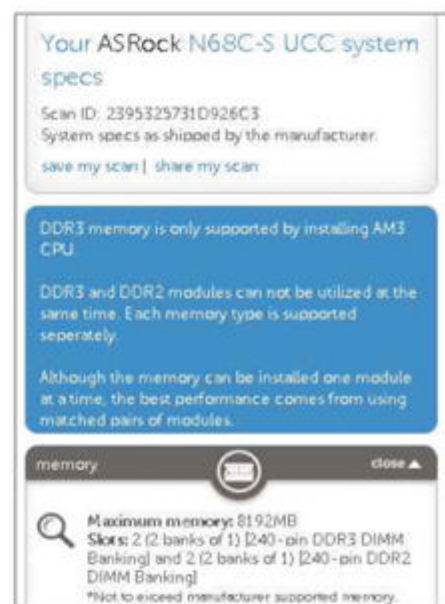 Your ASRock N68C-S UCC system
specs
Scan ID: 2395325731D926C3
System specs as shipped by the manufacturer.
save my scan | share my scan
DDR3 memory is only supported by installing AM3
CPU.
DDR3 and DDR2 modules can not be utilized at the
same time. Each memory type is supported
seperately.
Although the memory can be installed one module
at a time, the best performance comes from using
matched pairs of modules.
memory
close
Maximum memory: 8192MB
Slots: 2 (2 banks of 1) [240-pin DDR3 DIMM
Banking] and 2 (2 banks of 1) [240-pin DDR2
DIMM Banking]
*Not to exceed manufacturer supported memory.